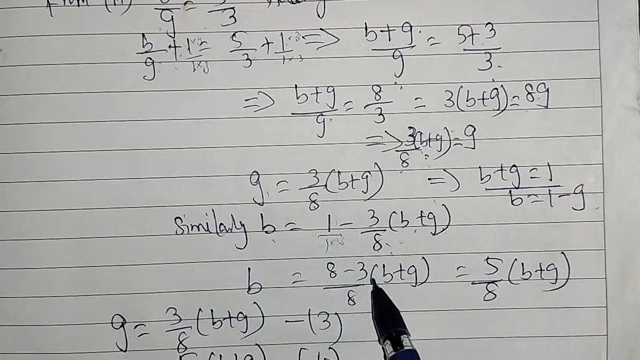 b/g + 1 = 5/3 + 1 => b+g/g = 5+3/3
=> b+g/g = 8/3 = 3(b+g) = 8g
=> 3/8(b+g) = g
g = 3/8 (b+g) => b+g = 1
b = 1-g
Similarly b = 1 - 3/8 (b+g)
b = 8-3/8 (b+g) = 5/8 (b+g)
g = 3/8 (b+g) - (3)